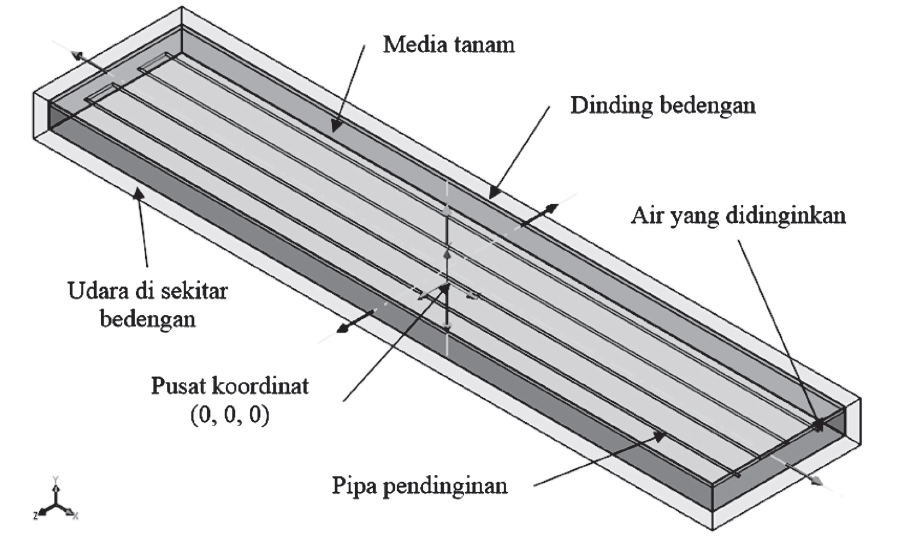 Media tanam
Dinding bedengan
Air yang didinginkan
Udara di sekitar
bedengan
Pusat koordinat
(0, 0, 0)
Pipa pendinginan
Y
Z
X